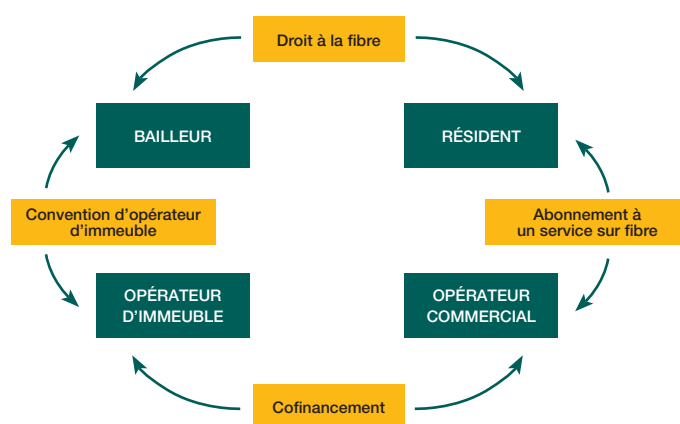 Droit à la fibre
BAILLEUR
RÉSIDENT
Convention d'opérateur
d'immeuble
Abonnement à
un service sur fibre
OPÉRATEUR
D'IMMEUBLE
OPÉRATEUR
COMMERCIAL
Cofinancement